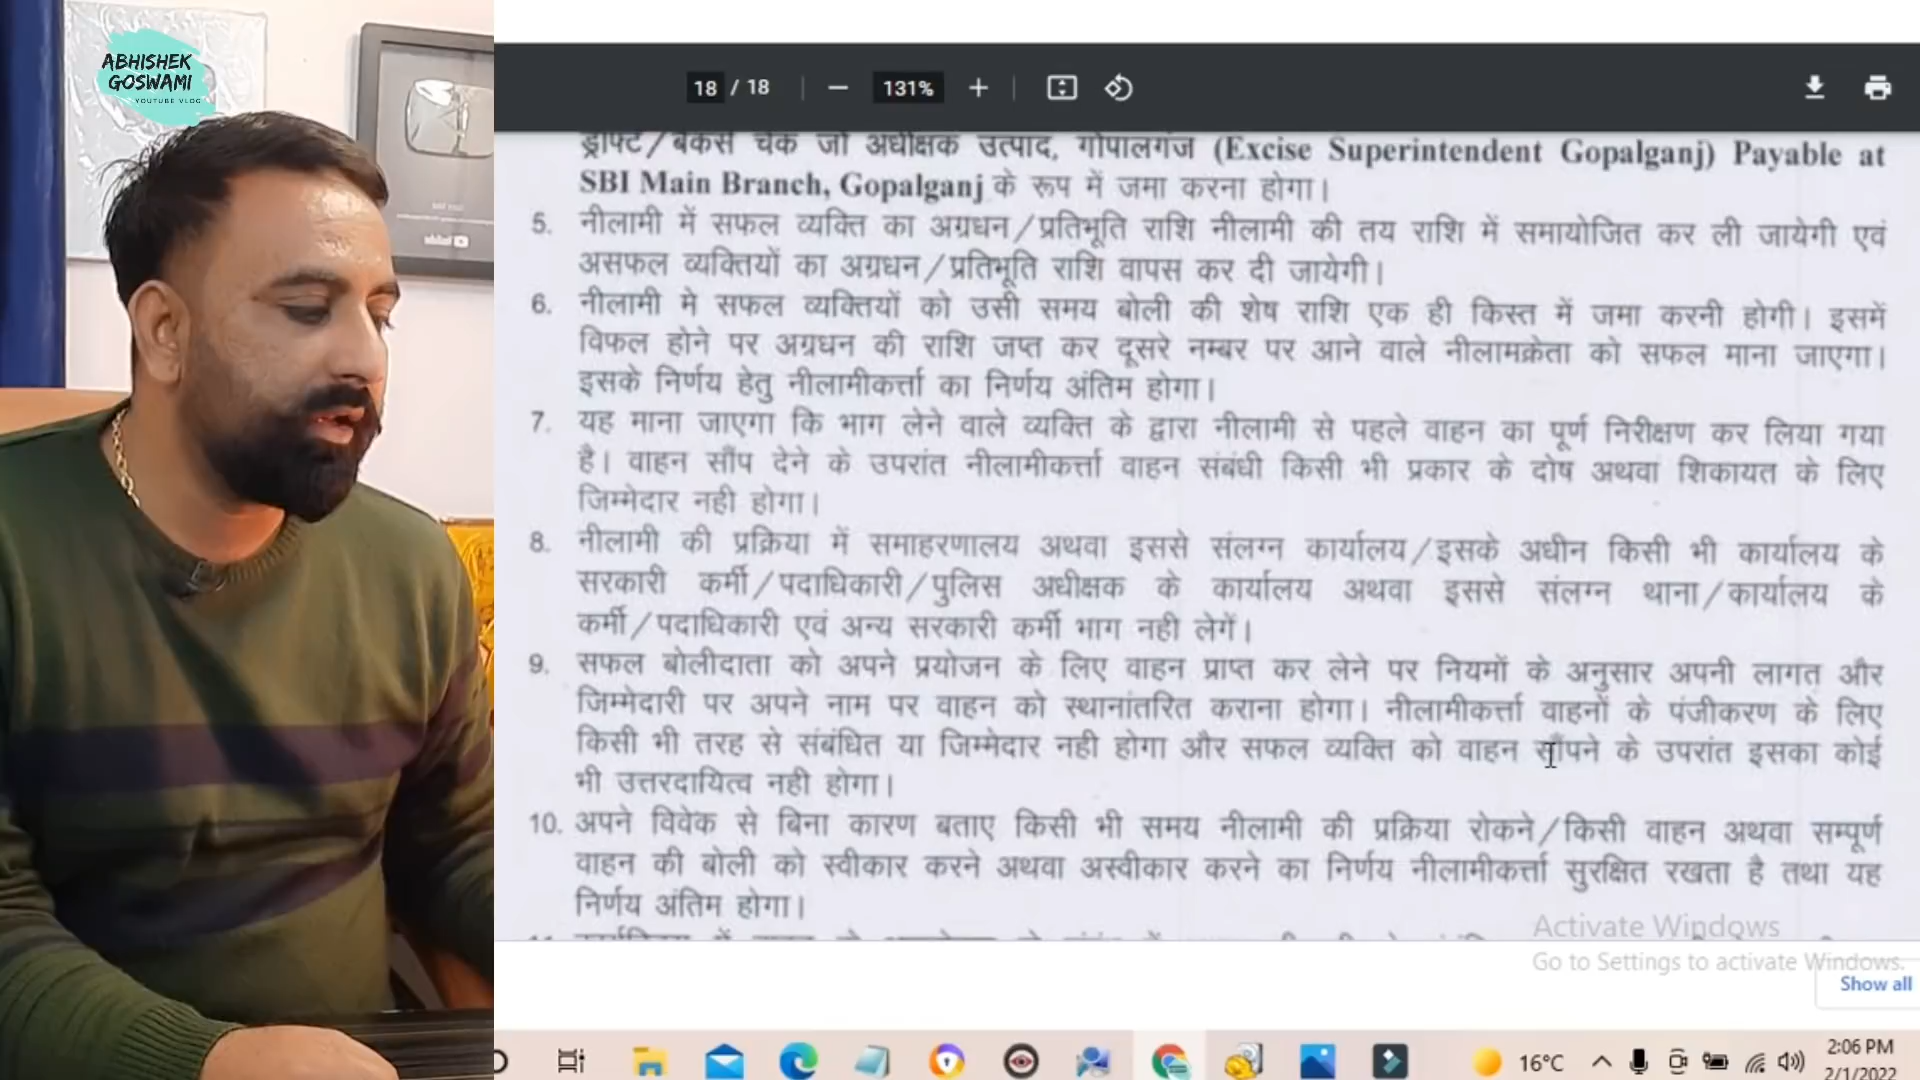 ABHISHEK
GOSWAMI
YOUTUBE VLOG
18 / 18
131%
ड्राफ्ट/बैंकर्स चेक जो अधीक्षक उत्पाद, गोपालगंज (Excise Superintendent Gopalganj) Payable at
SBI Main Branch, Gopalganj के रूप में जमा करना होगा।
5. नीलामी में सफल व्यक्ति का अग्रधन/प्रतिभूति राशि नीलामी की तय राशि में समायोजित कर ली जायेगी एवं
असफल व्यक्तियों का अग्रधन/प्रतिभूति राशि वापस कर दी जायेगी।
6. नीलामी मे सफल व्यक्तियों को उसी समय बोली की शेष राशि एक ही किस्त में जमा करनी होगी। इसमें
विफल होने पर अग्रधन की राशि जप्त कर दूसरे नम्बर पर आने वाले नीलामक्रेता को सफल माना जाएगा।
इसके निर्णय हेतु नीलामीकर्त्ता का निर्णय अंतिम होगा।
7. यह माना जाएगा कि भाग लेने वाले व्यक्ति के द्वारा नीलामी से पहले वाहन का पूर्ण निरीक्षण कर लिया गया
है। वाहन सौंप देने के उपरांत नीलामीकर्त्ता वाहन संबंधी किसी भी प्रकार के दोष अथवा शिकायत के लिए
जिम्मेदार नही होगा।
8. नीलामी की प्रक्रिया में समाहरणालय अथवा इससे संलग्न कार्यालय/इसके अधीन किसी भी कार्यालय के
सरकारी कर्मी/पदाधिकारी/पुलिस अधीक्षक के कार्यालय अथवा इससे संलग्न थाना/कार्यालय के
कर्मी/पदाधिकारी एवं अन्य सरकारी कर्मी भाग नही लेगें।
9. सफल बोलीदाता को अपने प्रयोजन के लिए वाहन प्राप्त कर लेने पर नियमों के अनुसार अपनी लागत और
जिम्मेदारी पर अपने नाम पर वाहन को स्थानांतरित कराना होगा। नीलामीकर्त्ता वाहनों के पंजीकरण के लिए
किसी भी तरह से संबंधित या जिम्मेदार नही होगा और सफल व्यक्ति को वाहन सौंपने के उपरांत इसका कोई
भी उत्तरदायित्व नही होगा।
10. अपने विवेक से बिना कारण बताए किसी भी समय नीलामी की प्रक्रिया रोकने/किसी वाहन अथवा सम्पूर्ण
वाहन की बोली को स्वीकार करने अथवा अस्वीकार करने का निर्णय नीलामीकर्त्ता सुरक्षित रखता है तथा यह
निर्णय अंतिम होगा।
Activate Windows
Go to Settings to activate Windows.
Show all
16°C
2:06 PM
2/1/2022